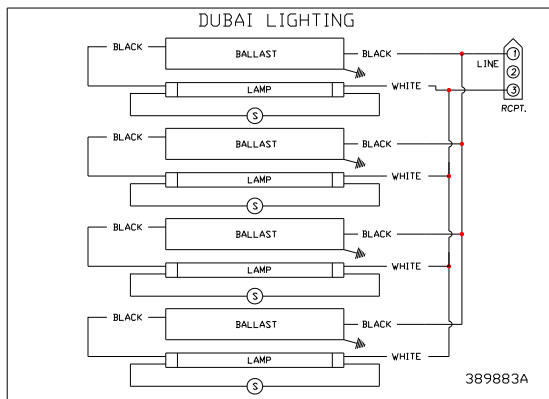 DUBAI LIGHTING
BLACK BALLAST BLACK
LINE 1
2
LAMP WHITE 3
RCPT.
S
BLACK BALLAST BLACK
LAMP WHITE
S
BLACK BALLAST BLACK
LAMP WHITE
S
BLACK BALLAST BLACK
LAMP WHITE
S
389883A